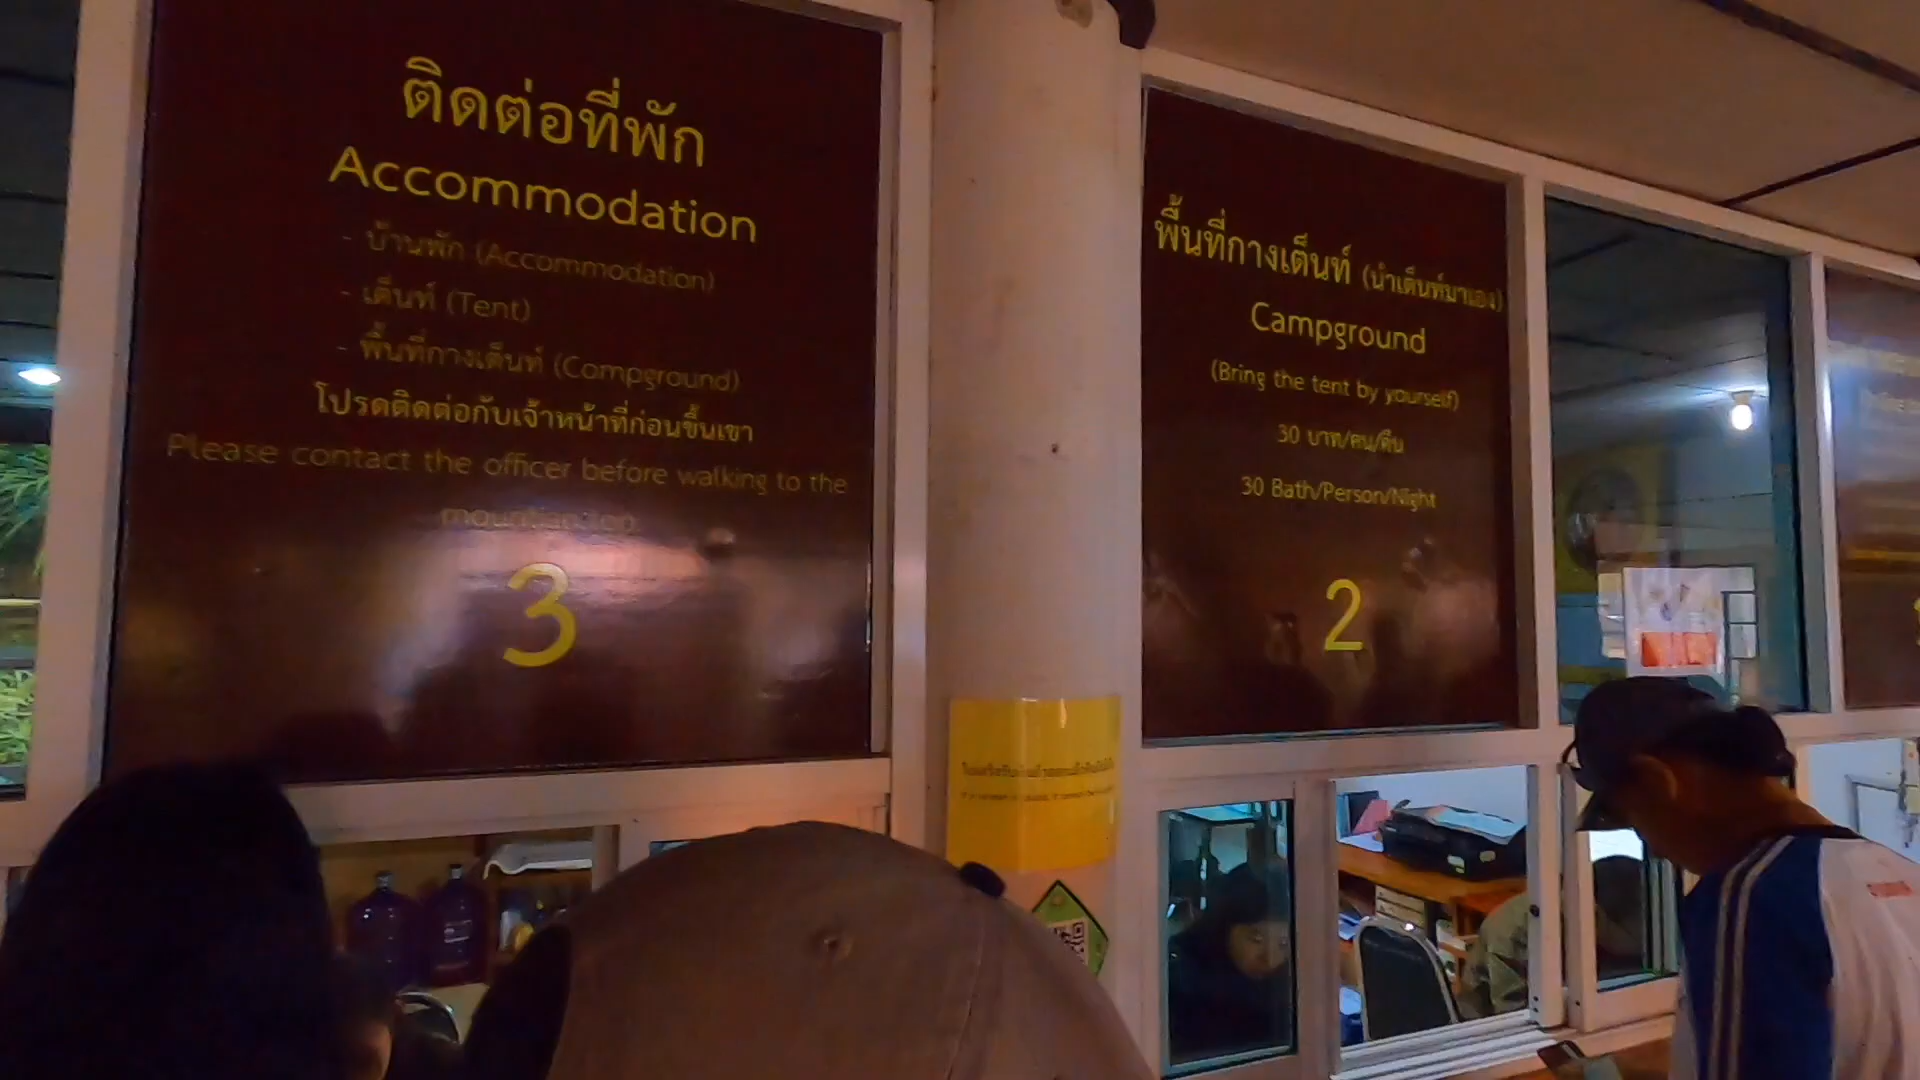 ติดต่อที่พัก
Accommodation
- บ้านพัก (Accommodation)
- เต็นท์ (Tent)
- พื้นที่กางเต็นท์ (Compground)
โปรดติดต่อกับเจ้าหน้าที่ก่อนขึ้นเขา
Please contact the officer before walking to the
3
พื้นที่กางเต็นท์ (นำเต็นท์มาเอง)
Campground
(Bring the tent by yourself)
30 บาท/คน/คืน
30 Bath/Person/Night
2